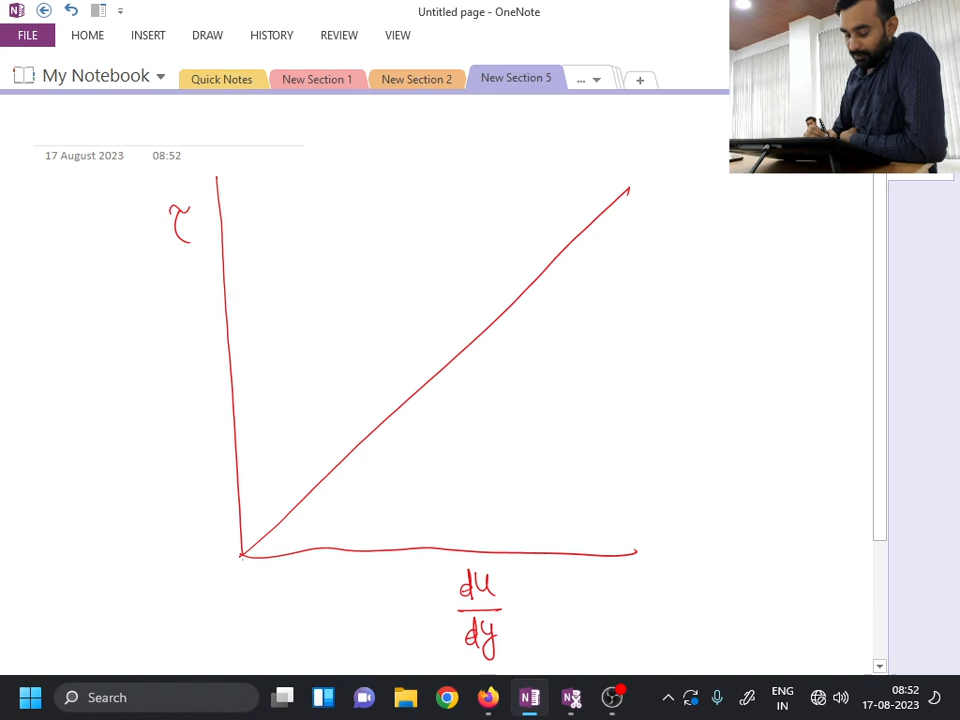 Untitled page - OneNote
FILE HOME INSERT DRAW HISTORY REVIEW VIEW
My Notebook Quick Notes New Section 1 New Section 2 New Section 5 ... +
17 August 2023 08:52
τ
du
dy
Search
ENG
IN
08:52
17-08-2023